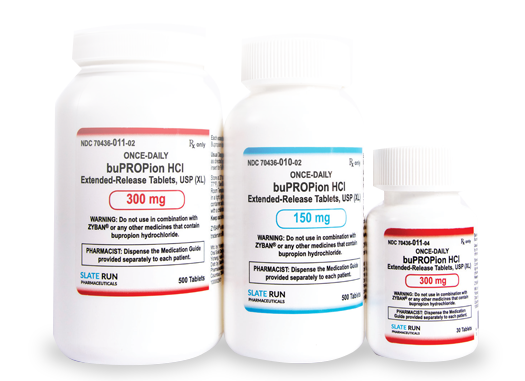 NDC 70436-011-02 Rx only
ONCE-DAILY
buPROPion HCl
Extended-Release Tablets, USP (XL)
300 mg
WARNING: Do not use in combination with
ZYBAN® or any other medicines that contain
bupropion hydrochloride.
PHARMACIST: Dispense the Medication Guide
provided separately to each patient.
SLATE RUN
PHARMACEUTICALS
500 Tablets
NDC 70436-010-02 Rx only
ONCE-DAILY
buPROPion HCl
Extended-Release Tablets, USP (XL)
150 mg
WARNING: Do not use in combination with
ZYBAN® or any other medicines that contain
bupropion hydrochloride.
PHARMACIST: Dispense the Medication Guide
provided separately to each patient.
SLATE RUN
PHARMACEUTICALS
500 Tablets
NDC 70436-011-04 Rx only
ONCE-DAILY
buPROPion HCl
Extended-Release Tablets, USP (XL)
300 mg
WARNING: Do not use in combination with
ZYBAN® or any other medicines that contain
bupropion hydrochloride.
PHARMACIST: Dispense the Medication
Guide provided separately to each patient.
SLATE RUN
PHARMACEUTICALS
30 Tablets